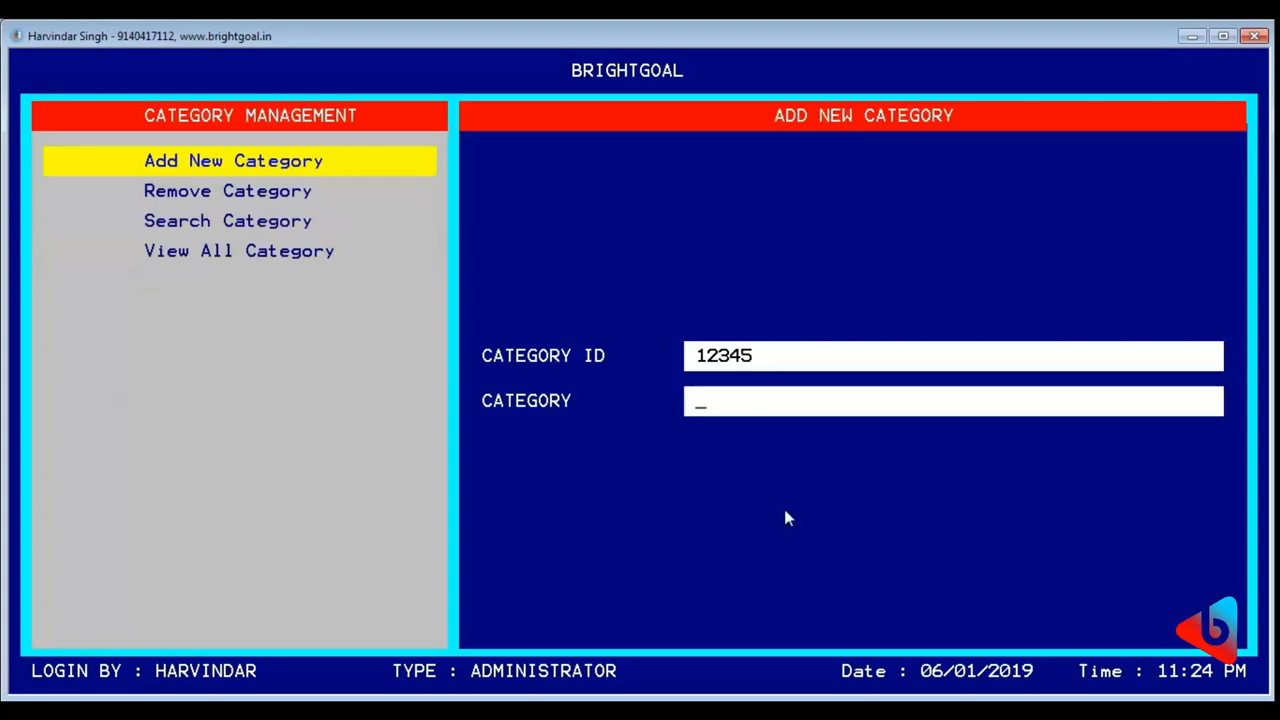 Harvindar Singh - 9140417112, www.brightgoal.in
BRIGHTGOAL
CATEGORY MANAGEMENT
Add New Category
Remove Category
Search Category
View All Category
ADD NEW CATEGORY
CATEGORY ID 12345
CATEGORY _
b
LOGIN BY : HARVINDAR TYPE : ADMINISTRATOR Date : 06/01/2019 Time : 11:24 PM